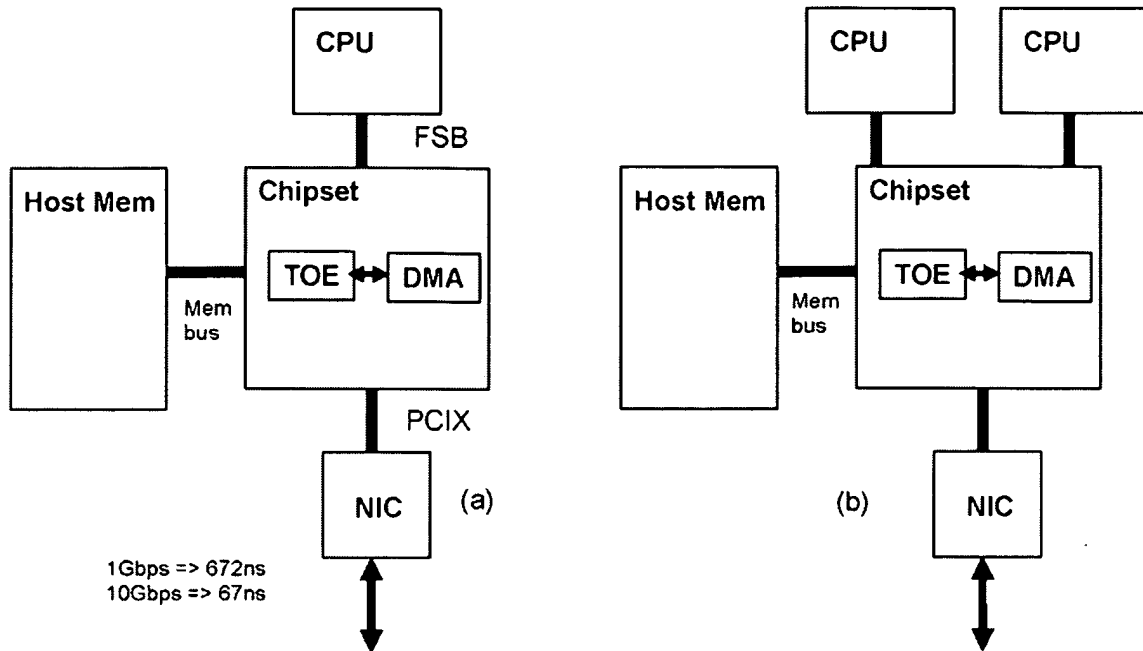 CPU
FSB
Host Mem
Chipset
TOE
DMA
Mem
bus
PCIX
NIC
(a)
1Gbps => 672ns
10Gbps => 67ns
CPU
CPU
Host Mem
Chipset
TOE
DMA
Mem
bus
NIC
(b)